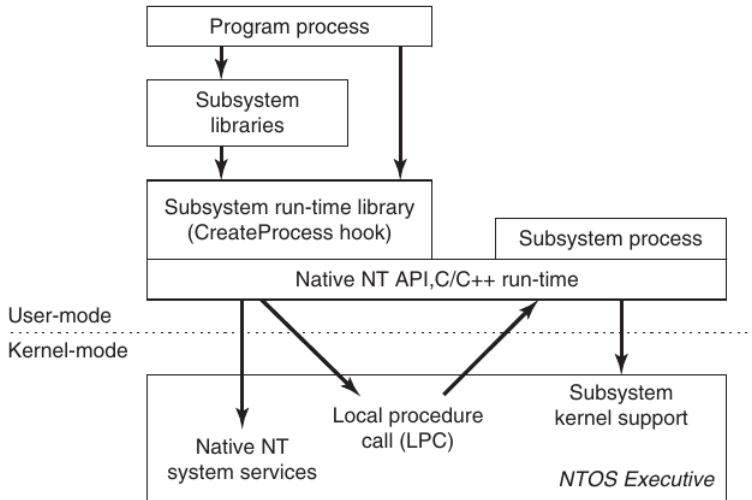 Program process
Subsystem
libraries
Subsystem run-time library
(CreateProcess hook)
Subsystem process
Native NT API,C/C++ run-time
User-mode
Kernel-mode
Native NT
system services
Local procedure
call (LPC)
Subsystem
kernel support
NTOS Executive